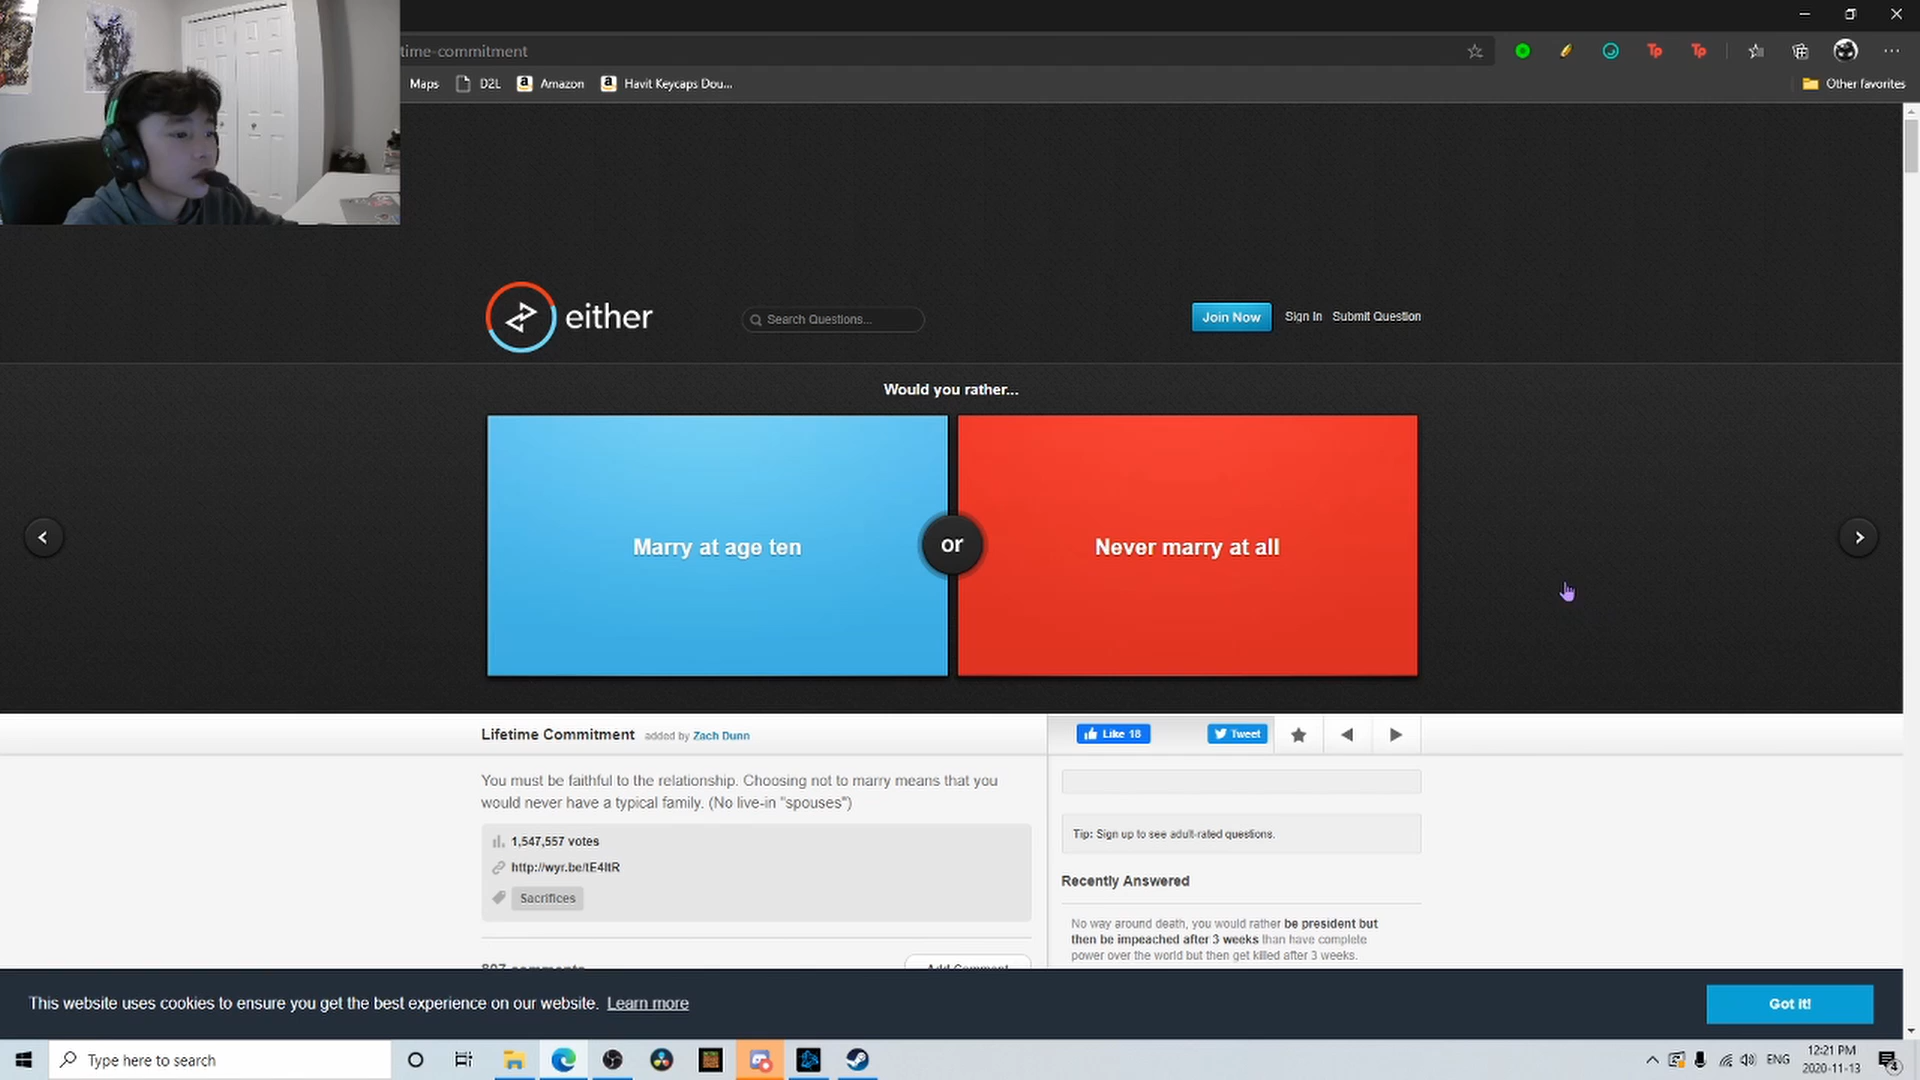 time-commitment
Maps
D2L
Amazon
Havit Keycaps Dou...
Other favorites
either
Search Questions...
Join Now
Sign In
Submit Question
Would you rather...
Marry at age ten
or
Never marry at all
Lifetime Commitment added by Zach Dunn
Like 18
Tweet
You must be faithful to the relationship. Choosing not to marry means that you
would never have a typical family. (No live-in "spouses")
1,547,557 votes
http://wyr.be/tE4ItR
Sacrifices
Tip: Sign up to see adult-rated questions.
Recently Answered
No way around death, you would rather be president but
then be impeached after 3 weeks than have complete
power over the world but then get killed after 3 weeks.
Add Comment
This website uses cookies to ensure you get the best experience on our website. Learn more
Got It!
Type here to search
ENG
12:21 PM
2020-11-13
4